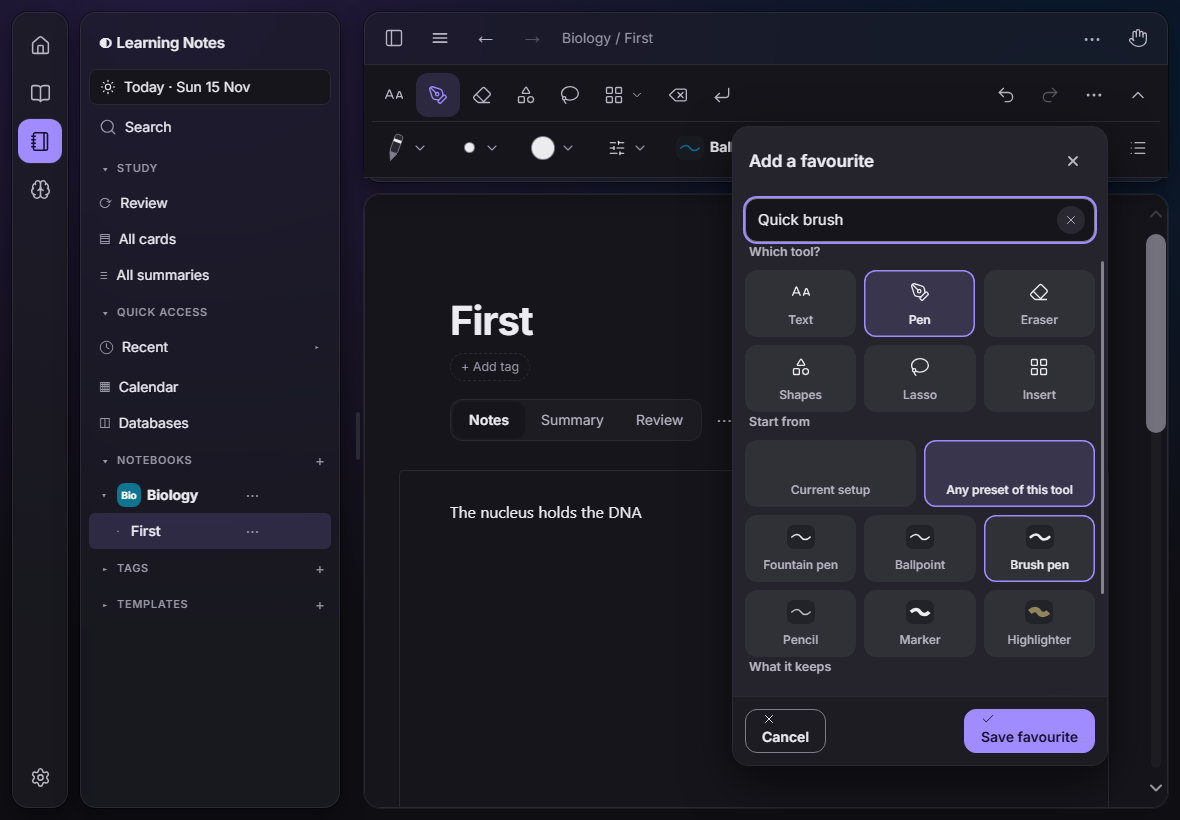 Learning Notes
Today · Sun 15 Nov
Search
STUDY
Review
All cards
All summaries
QUICK ACCESS
Recent
Calendar
Databases
NOTEBOOKS
Bio Biology
First
TAGS
TEMPLATES
Biology / First
AA
Ball
First
+ Add tag
Notes Summary Review
The nucleus holds the DNA
Add a favourite
Quick brush
Which tool?
AA
Text Pen Eraser
Shapes Lasso Insert
Start from
Current setup Any preset of this tool
Fountain pen Ballpoint Brush pen
Pencil Marker Highlighter
What it keeps
Cancel Save favourite